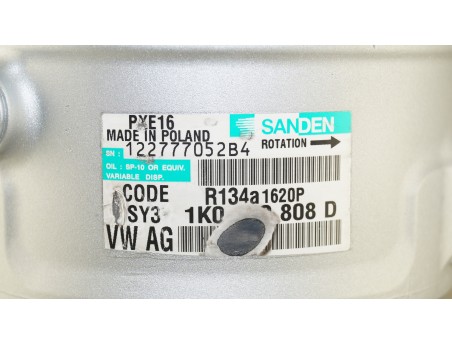 PXE16
MADE IN POLAND
SANDEN
SN: 122777052B4
ROTATION
OIL : SP-10 OR EQUIV.
VARIABLE DISP.
CODE R134a 1620P
SY3 808 D
VW AG